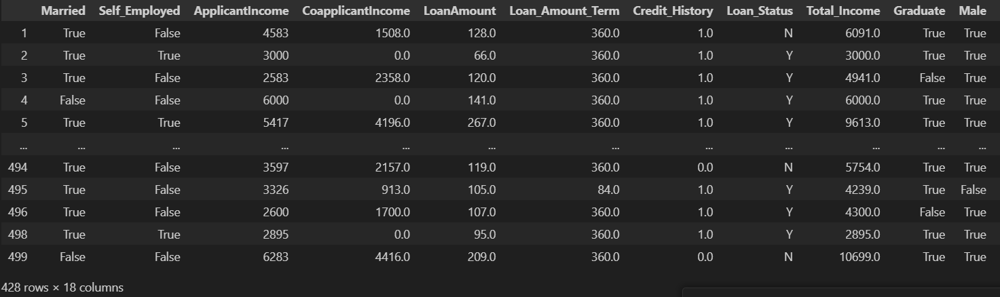 Married Self_Employed ApplicantIncome CoapplicantIncome LoanAmount Loan_Amount_Term Credit_History Loan_Status Total_Income Graduate Male
1 True False 4583 1508.0 128.0 360.0 1.0 N 6091.0 True True
2 True True 3000 0.0 66.0 360.0 1.0 Y 3000.0 True True
3 True False 2583 2358.0 120.0 360.0 1.0 Y 4941.0 False True
4 False False 6000 0.0 141.0 360.0 1.0 Y 6000.0 True True
5 True True 5417 4196.0 267.0 360.0 1.0 Y 9613.0 True True
... ... ... ... ... ... ... ... ... ... ... ...
494 True False 3597 2157.0 119.0 360.0 0.0 N 5754.0 True True
495 True False 3326 913.0 105.0 84.0 1.0 Y 4239.0 True False
496 True False 2600 1700.0 107.0 360.0 1.0 Y 4300.0 False True
498 True True 2895 0.0 95.0 360.0 1.0 Y 2895.0 True True
499 False False 6283 4416.0 209.0 360.0 0.0 N 10699.0 True True
428 rows × 18 columns